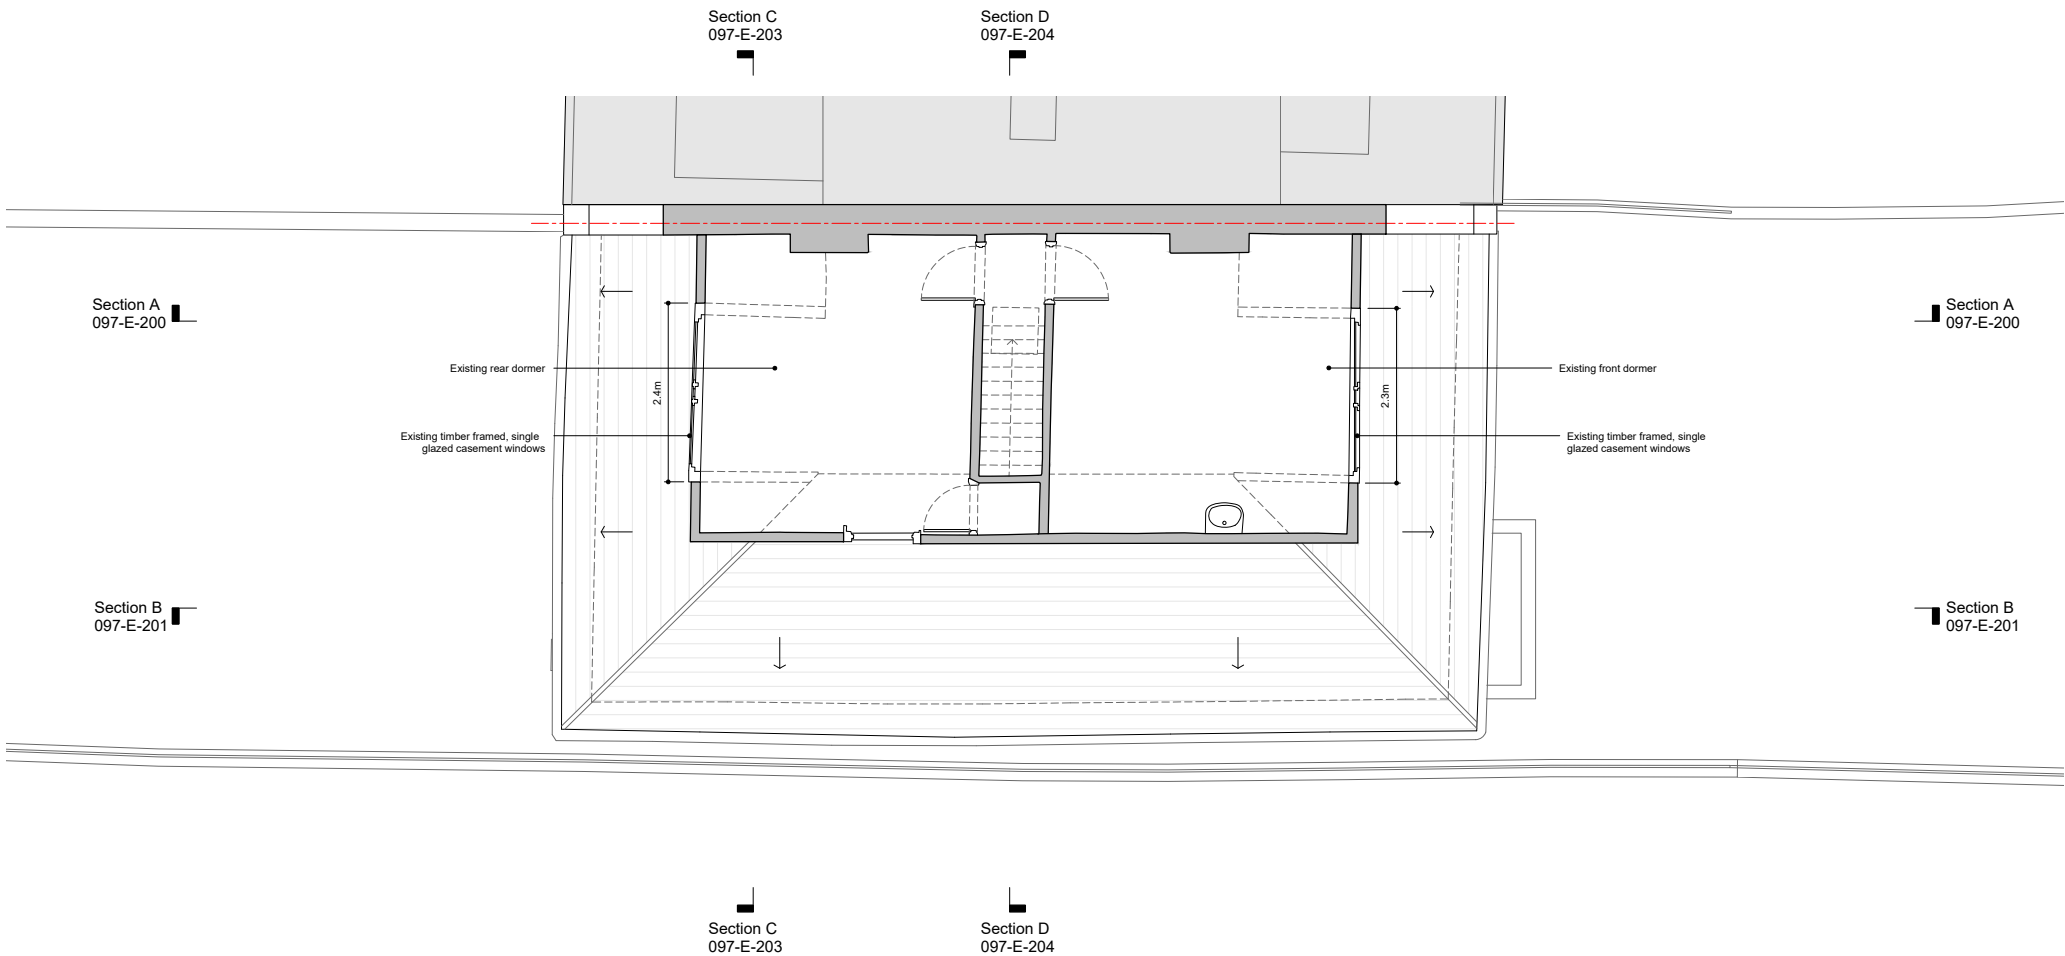 Section C
097-E-203
Section D
097-E-204
Section A
097-E-200
Section A
097-E-200
Existing rear dormer
2.4m
Existing timber framed, single
glazed casement windows
Existing front dormer
2.3m
Existing timber framed, single
glazed casement windows
Section B
097-E-201
Section B
097-E-201
Section C
097-E-203
Section D
097-E-204